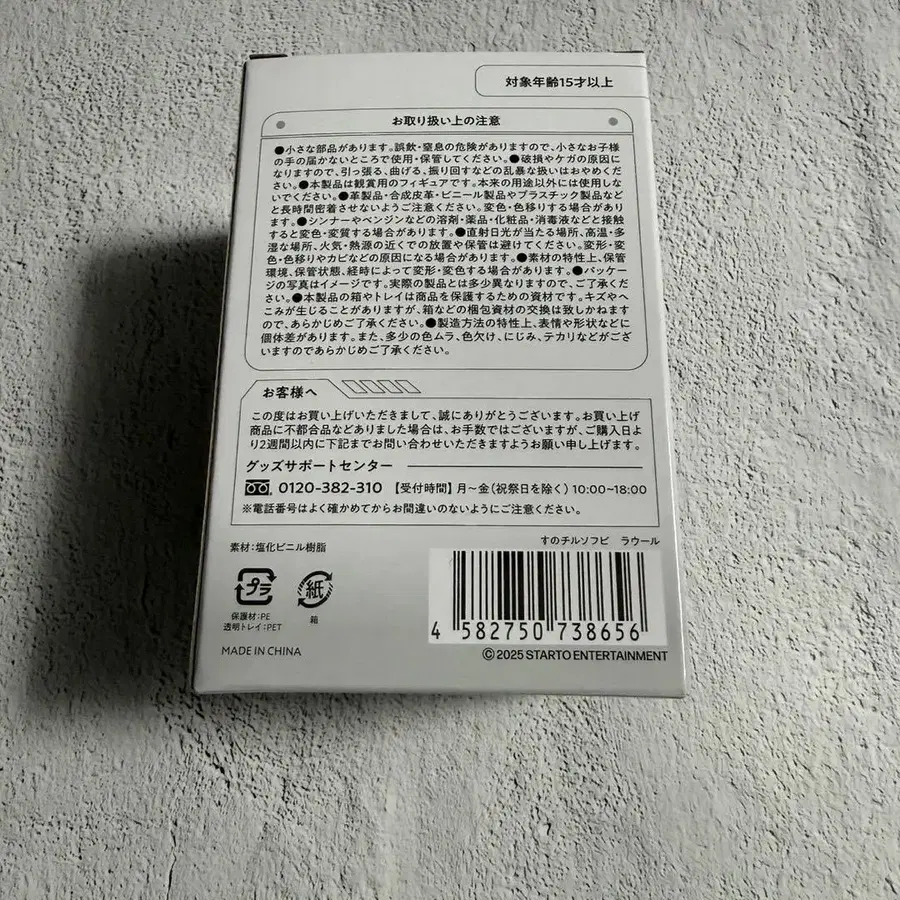 対象年齢15才以上
お取り扱い上の注意
●小さな部品があります。誤飲・窒息の危険がありますので、小さなお子様
の手の届かないところで使用・保管してください。●破損やケガの原因に
なりますので、引っ張る、曲げる、振り回すなどの乱暴な扱いはおやめくだ
さい。●本製品は観賞用のフィギュアです。本来の用途以外には使用しな
いでください。●革製品・合成皮革・ビニール製品やプラスチック製品など
と長時間密着させないようご注意ください。変色・色移りする場合がありま
す。●シンナーやベンジンなどの溶剤・薬品・化粧品・消毒液などと接触
すると変色・変質する場合があります。●直射日光が当たる場所、高温・多
湿な場所、火気・熱源の近くでの放置や保管は避けてください。変形・変
色・色移りやカビなどの原因になる場合があります。●素材の特性上、保管
環境、保管状態、経時によって変形・変色する場合があります。●パッケー
ジの写真はイメージです。実際の製品とは多少異なりますので、ご了承くだ
さい。●本製品の箱やトレイは商品を保護するための資材です。キズやへ
こみが生じることがありますが、箱などの梱包資材の交換は致しかねます
ので、あらかじめご了承ください。●製造方法の特性上、表情や形状などに
個体差があります。また、多少の色ムラ、色欠け、にじみ、テカリなどがござ
いますのであらかじめご了承ください。
お客様へ
この度はお買い上げいただきまして、誠にありがとうございます。お買い上げ
商品に不都合品などありました場合は、お手数ではございますが、ご購入日よ
り2週間以内に下記までお問い合わせいただきますようお願い申し上げます。
グッズサポートセンター
0120-382-310 【受付時間】月~金(祝祭日を除く)10:00~18:00
※電話番号はよく確かめてからお間違いのないようにご注意ください。
素材:塩化ビニル樹脂
すのチルソフビ ラウール
プラ
紙
保護材:PE
透明トレイ:PET
箱
4 582750 738656
MADE IN CHINA
©2025 STARTO ENTERTAINMENT